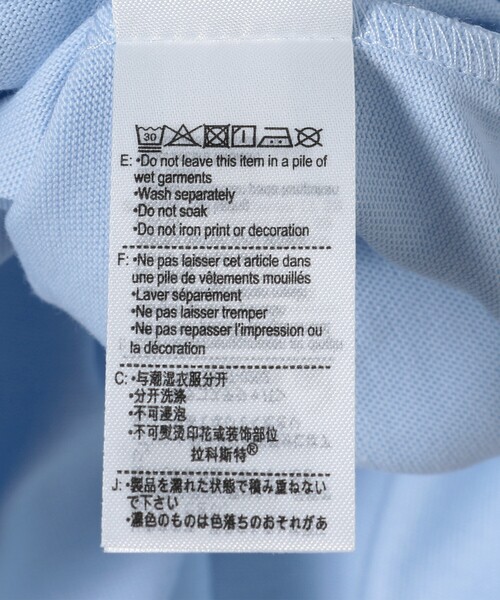 30
E: •Do not leave this item in a pile of
wet garments
•Wash separately
•Do not soak
•Do not iron print or decoration
F: •Ne pas laisser cet article dans
une pile de vêtements mouillés
•Laver séparément
•Ne pas laisser tremper
•Ne pas repasser l'impression ou
la décoration
C: •与潮湿衣服分开
•分开洗涤
•不可浸泡
•不可熨烫印花或装饰部位
拉科斯特®
J: •製品を濡れた状態で積み重ねない
で下さい
•濃色のものは色落ちのおそれがあ